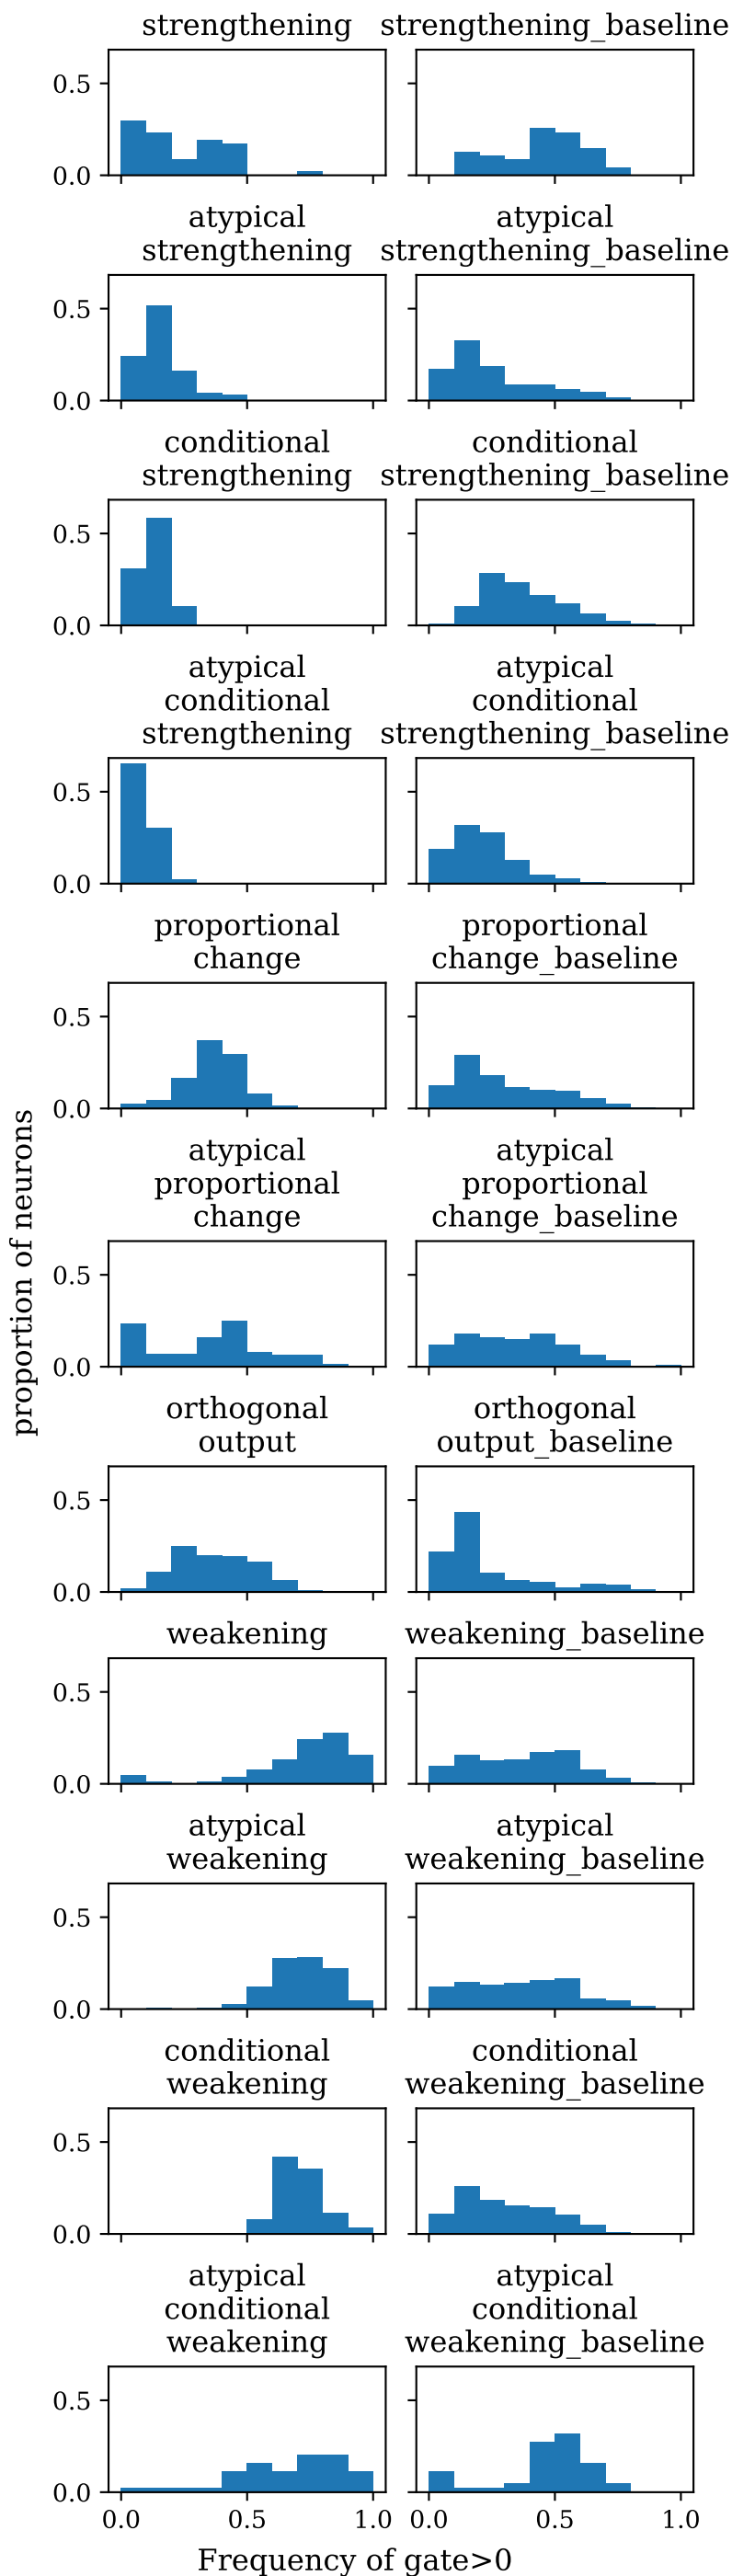 strengthening
strengthening_baseline
0.5
0.0
atypical
strengthening
atypical
strengthening_baseline
0.5
0.0
conditional
strengthening
conditional
strengthening_baseline
0.5
0.0
atypical
conditional
strengthening
atypical
conditional
strengthening_baseline
0.5
0.0
proportional
change
proportional
change_baseline
0.5
0.0
atypical
proportional
change
atypical
proportional
change_baseline
0.5
0.0
proportion of neurons
orthogonal
output
orthogonal
output_baseline
0.5
0.0
weakening
weakening_baseline
0.5
0.0
atypical
weakening
atypical
weakening_baseline
0.5
0.0
conditional
weakening
conditional
weakening_baseline
0.5
0.0
atypical
conditional
weakening
atypical
conditional
weakening_baseline
0.5
0.0
0.0 0.5 1.0 0.0 0.5 1.0
Frequency of gate>0